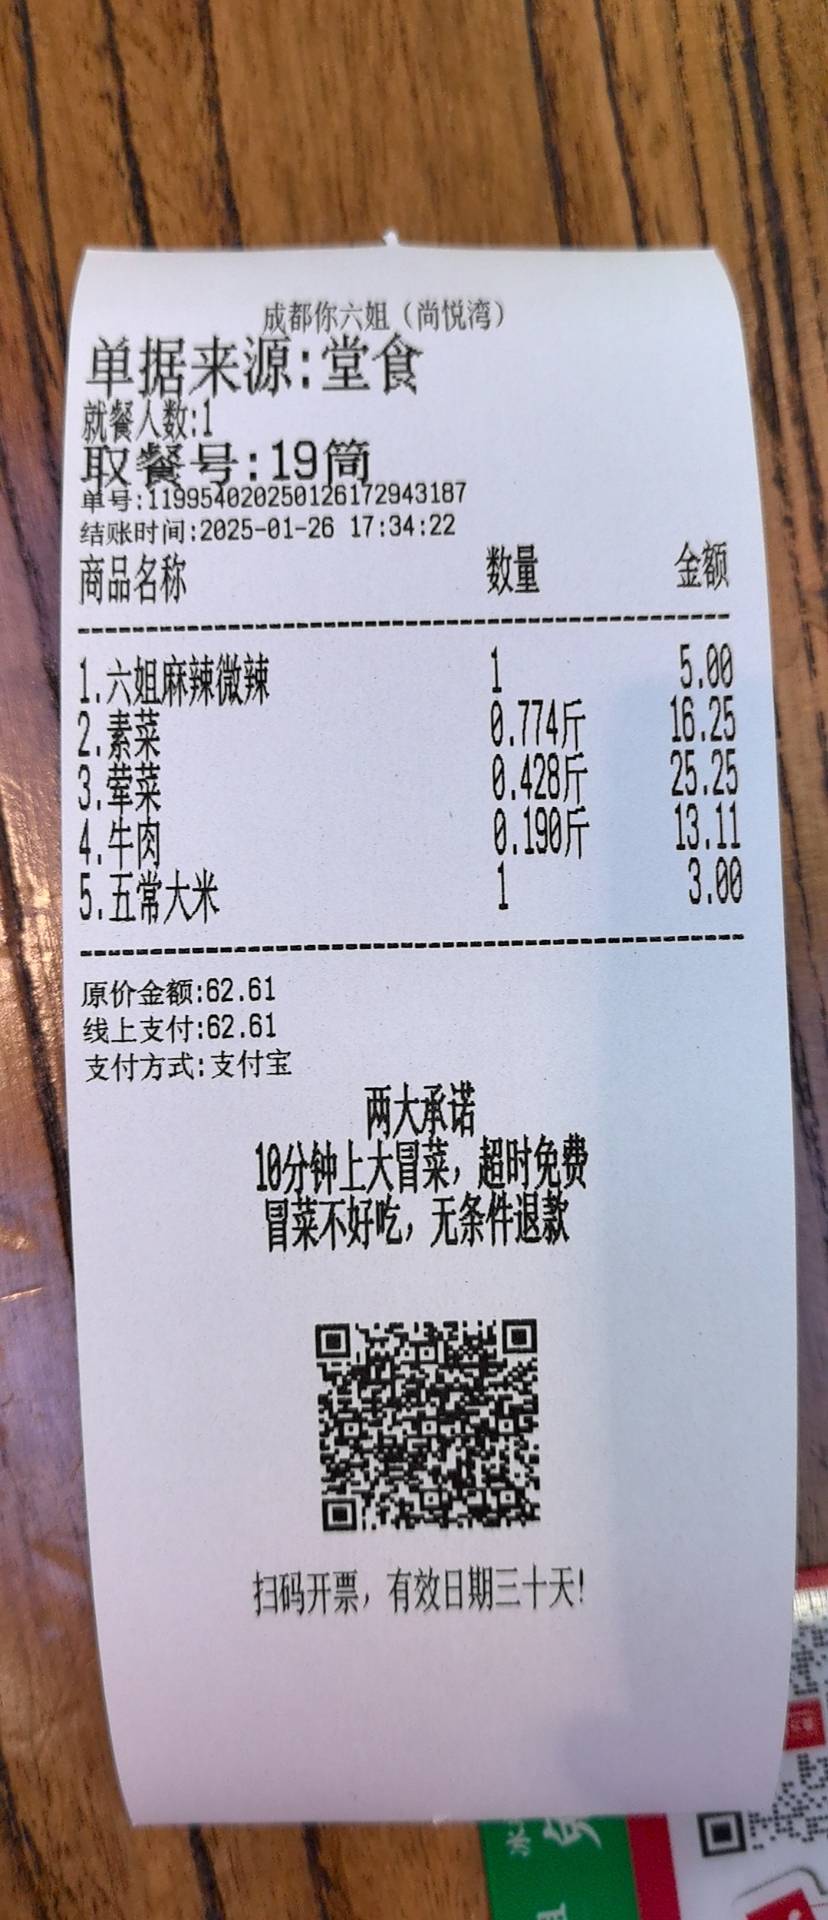 成都你六姐（尚悦湾）
单据来源:堂食
就餐人数:1
取餐号:19筒
单号:119954020250126172943187
结账时间:2025-01-26 17:34:22
商品名称 数量 金额
1.六姐麻辣微辣 1 5.00
2.素菜 0.774斤 16.25
3.荤菜 0.428斤 25.25
4.牛肉 0.190斤 13.11
5.五常大米 1 3.00
原价金额:62.61
线上支付:62.61
支付方式:支付宝
两大承诺
10分钟上大冒菜，超时免费
冒菜不好吃，无条件退款
扫码开票，有效日期三十天!